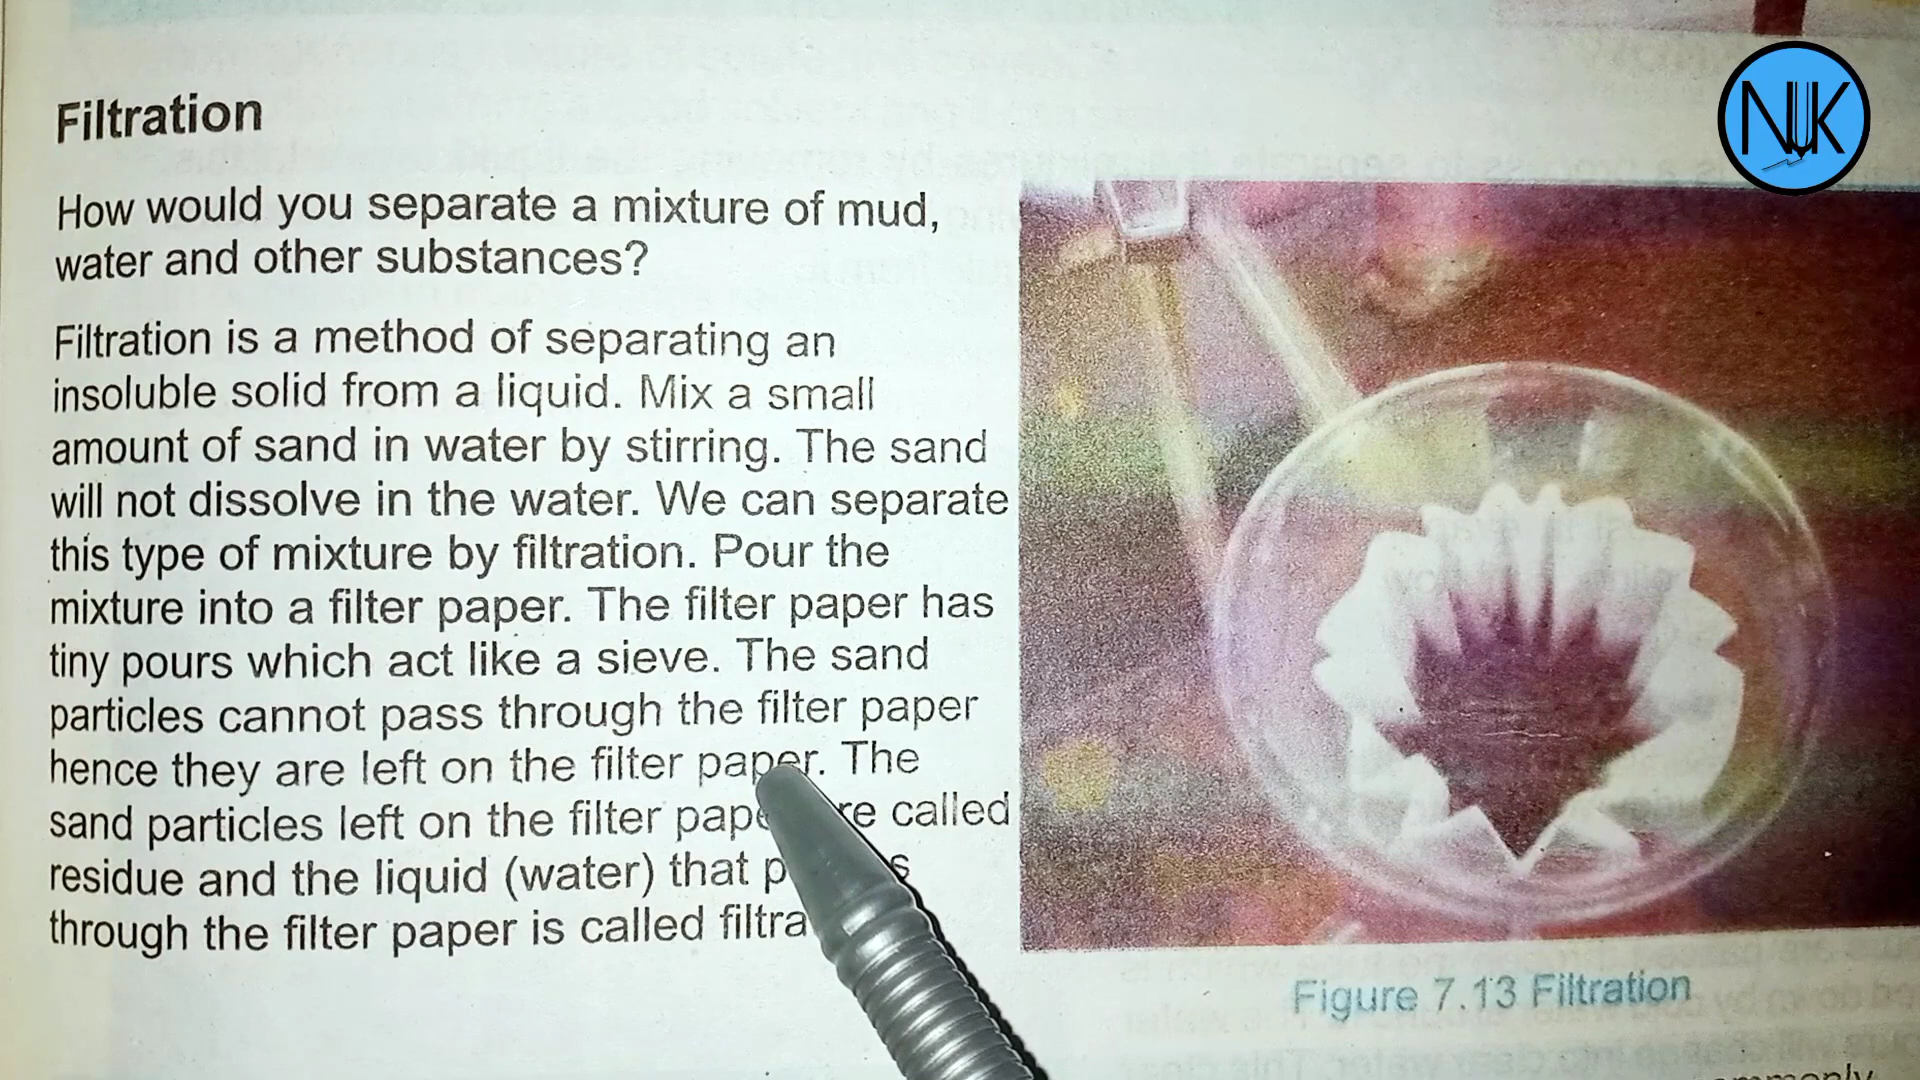 Filtration
How would you separate a mixture of mud,
water and other substances?
Filtration is a method of separating an
insoluble solid from a liquid. Mix a small
amount of sand in water by stirring. The sand
will not dissolve in the water. We can separate
this type of mixture by filtration. Pour the
mixture into a filter paper. The filter paper has
tiny pours which act like a sieve. The sand
particles cannot pass through the filter paper
hence they are left on the filter paper. The
sand particles left on the filter called
residue and the liquid (water) that
through the filter paper is called
NUK
Figure 7.13 Filtration